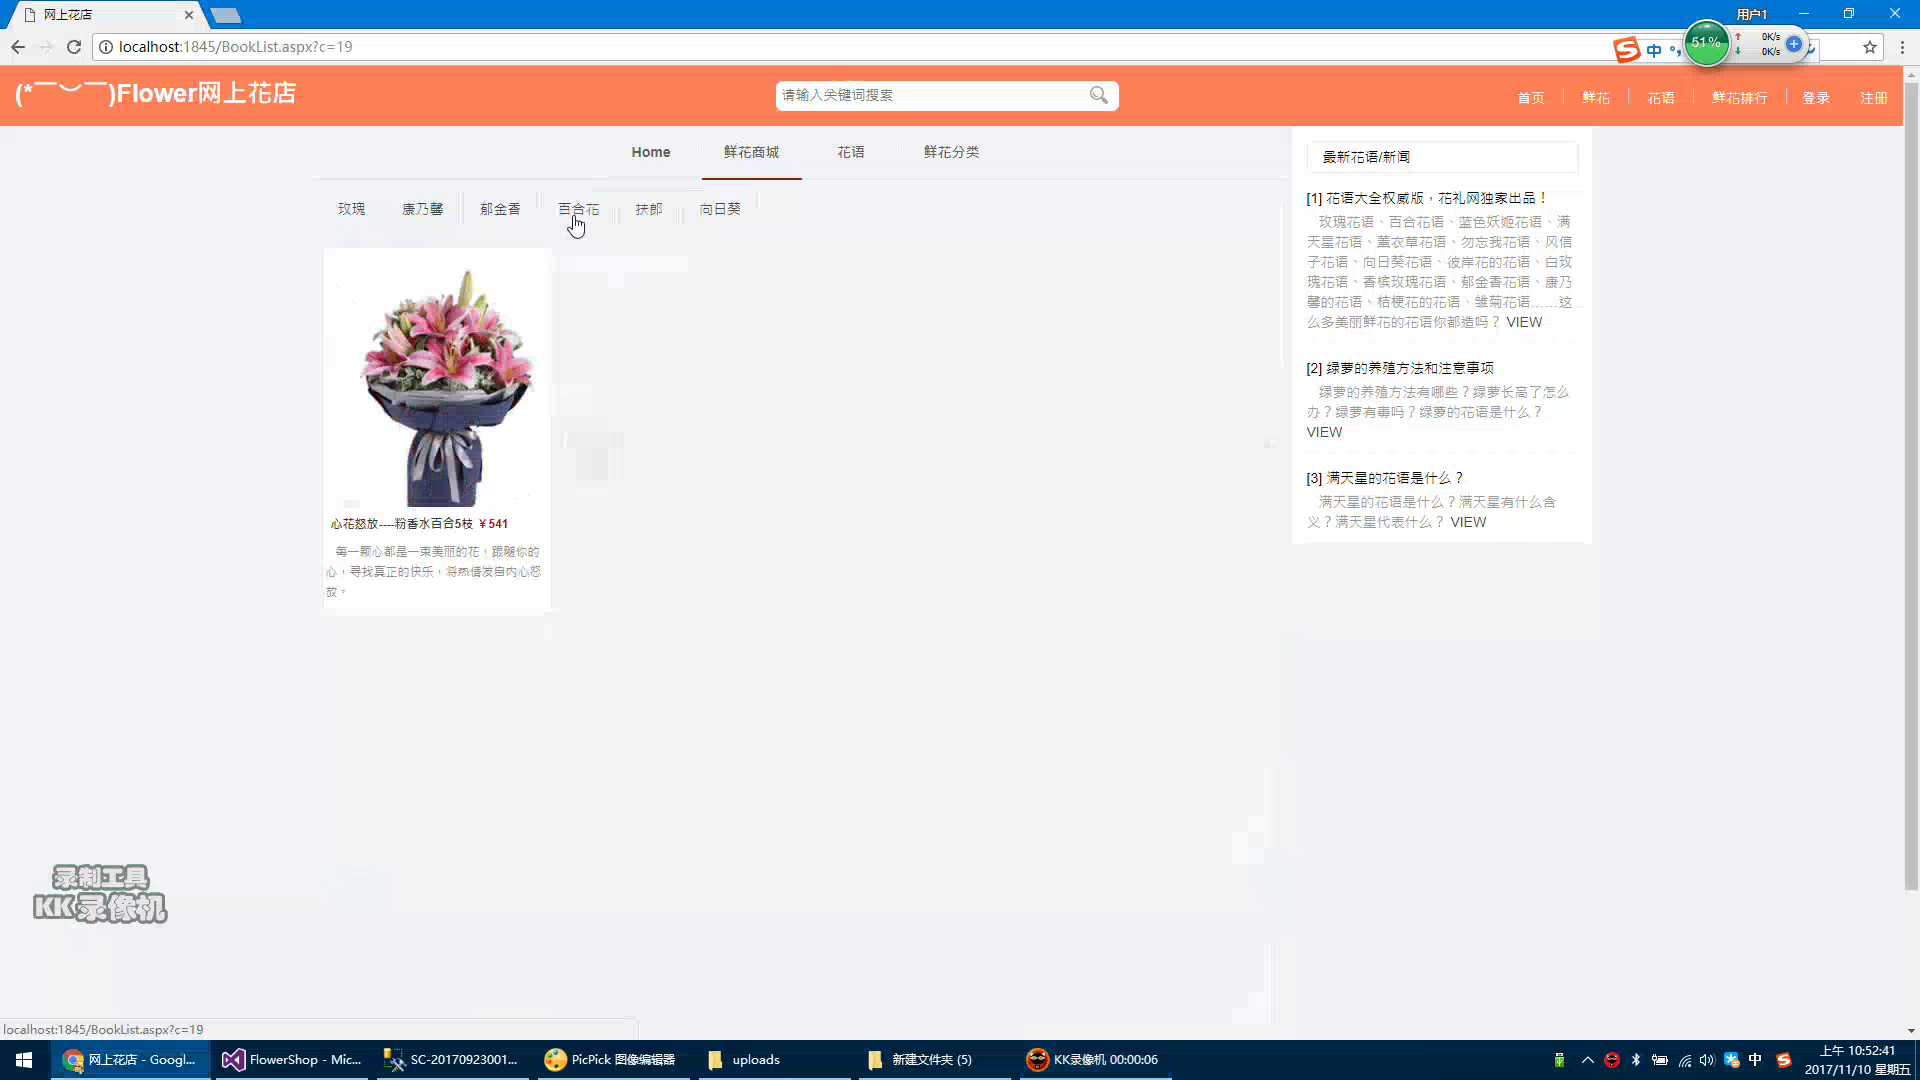 网上花店
用户1
localhost:1845/BookList.aspx?c=19
中
51%
0K/s
0K/s
(*￣︶￣)Flower网上花店
请输入关键词搜索
首页
鲜花
花语
鲜花排行
登录
注册
Home
鲜花商城
花语
鲜花分类
玫瑰
康乃馨
郁金香
百合花
扶郎
向日葵
心花怒放----粉香水百合5枝 ￥541
每一颗心都是一束美丽的花，跟随你的
心，寻找真正的快乐，将热情发自内心怒
放。
最新花语/新闻
[1] 花语大全权威版，花礼网独家出品！
玫瑰花语、百合花语、蓝色妖姬花语、满
天星花语、薰衣草花语、勿忘我花语、风信
子花语、向日葵花语、彼岸花的花语、白玫
瑰花语、香槟玫瑰花语、郁金香花语、康乃
馨的花语、桔梗花的花语、雏菊花语……这
么多美丽鲜花的花语你都造吗？ VIEW
[2] 绿萝的养殖方法和注意事项
绿萝的养殖方法有哪些？绿萝长高了怎么
办？绿萝有毒吗？绿萝的花语是什么？
VIEW
[3] 满天星的花语是什么？
满天星的花语是什么？满天星有什么含
义？满天星代表什么？ VIEW
录制工具
KK录像机
localhost:1845/BookList.aspx?c=19
网上花店 - Googl...
FlowerShop - Mic...
SC-20170923001...
PicPick 图像编辑器
uploads
新建文件夹 (5)
KK录像机 00:00:06
中
上午 10:52:41
2017/11/10 星期五